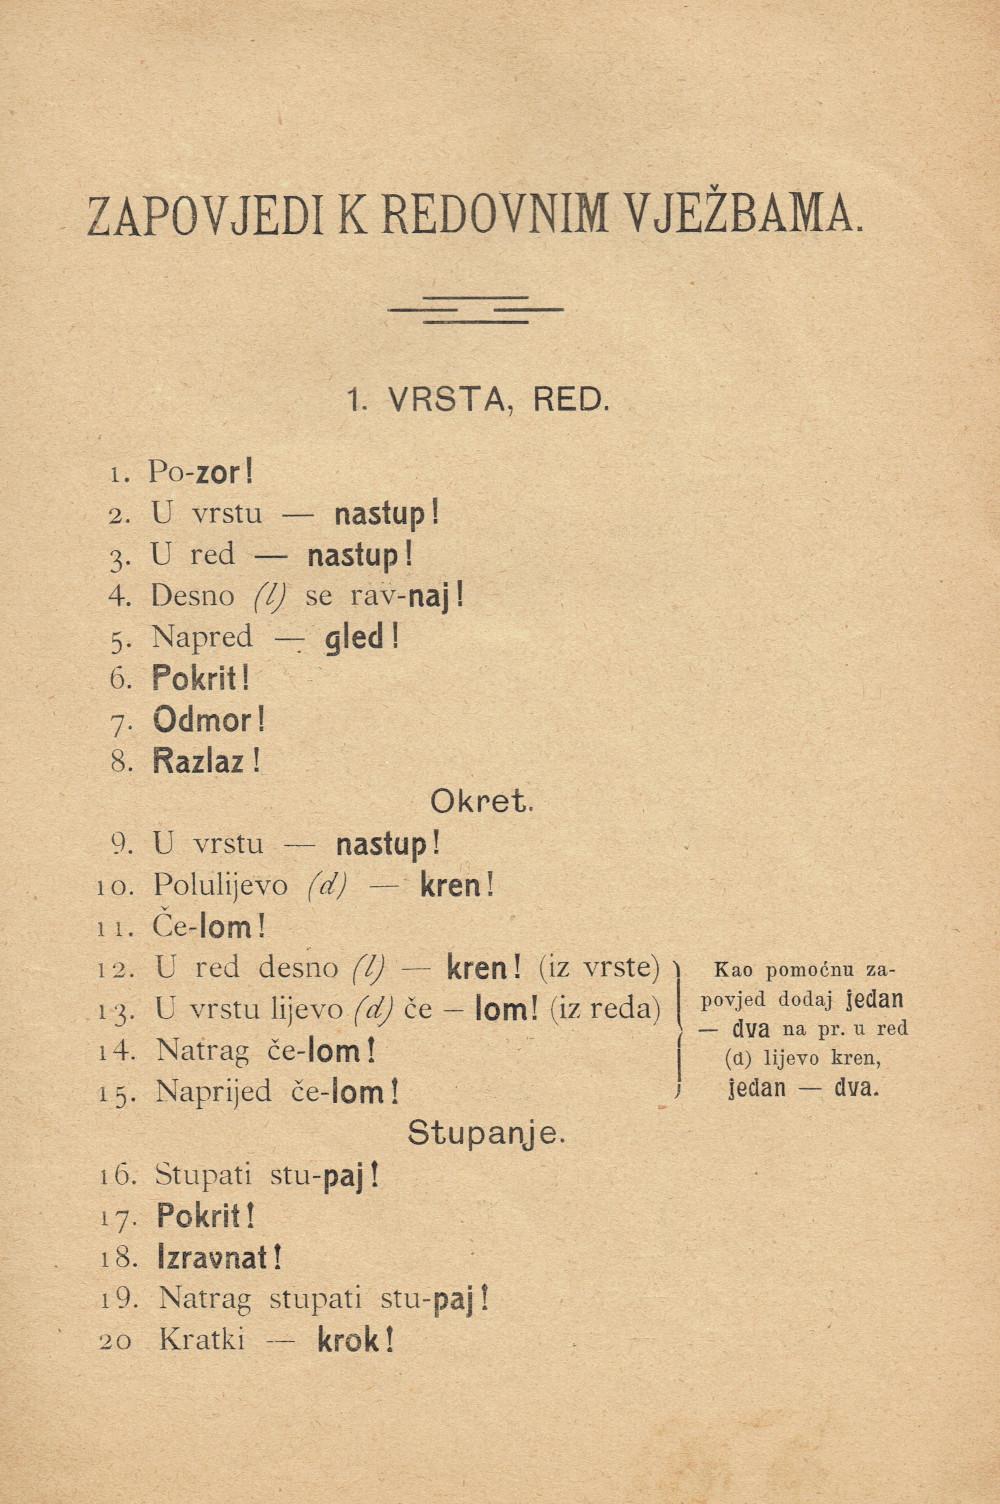 ZAPOVJEDI K REDOVNIM VJEŽBAMA.
1. VRSTA, RED.
1. Po-zor!
2. U vrstu — nastup!
3. U red — nastup!
4. Desno (l) se rav-naj!
5. Napred — gled!
6. Pokrit!
7. Odmor!
8. Razlaz!
Okret.
9. U vrstu — nastup!
10. Polulijevo (d) — kren!
11. Če-lom!
12. U red desno (l) — kren! (iz vrste)
13. U vrstu lijevo (d) če — lom! (iz reda)
14. Natrag če-lom!
15. Naprijed če-lom!
Kao pomoćnu za-
povjed dodaj jedan
— dva na pr. u red
(d) lijevo kren,
jedan — dva.
Stupanje.
16. Stupati stu-paj!
17. Pokrit!
18. Izravnat!
19. Natrag stupati stu-paj!
20 Kratki — krok!